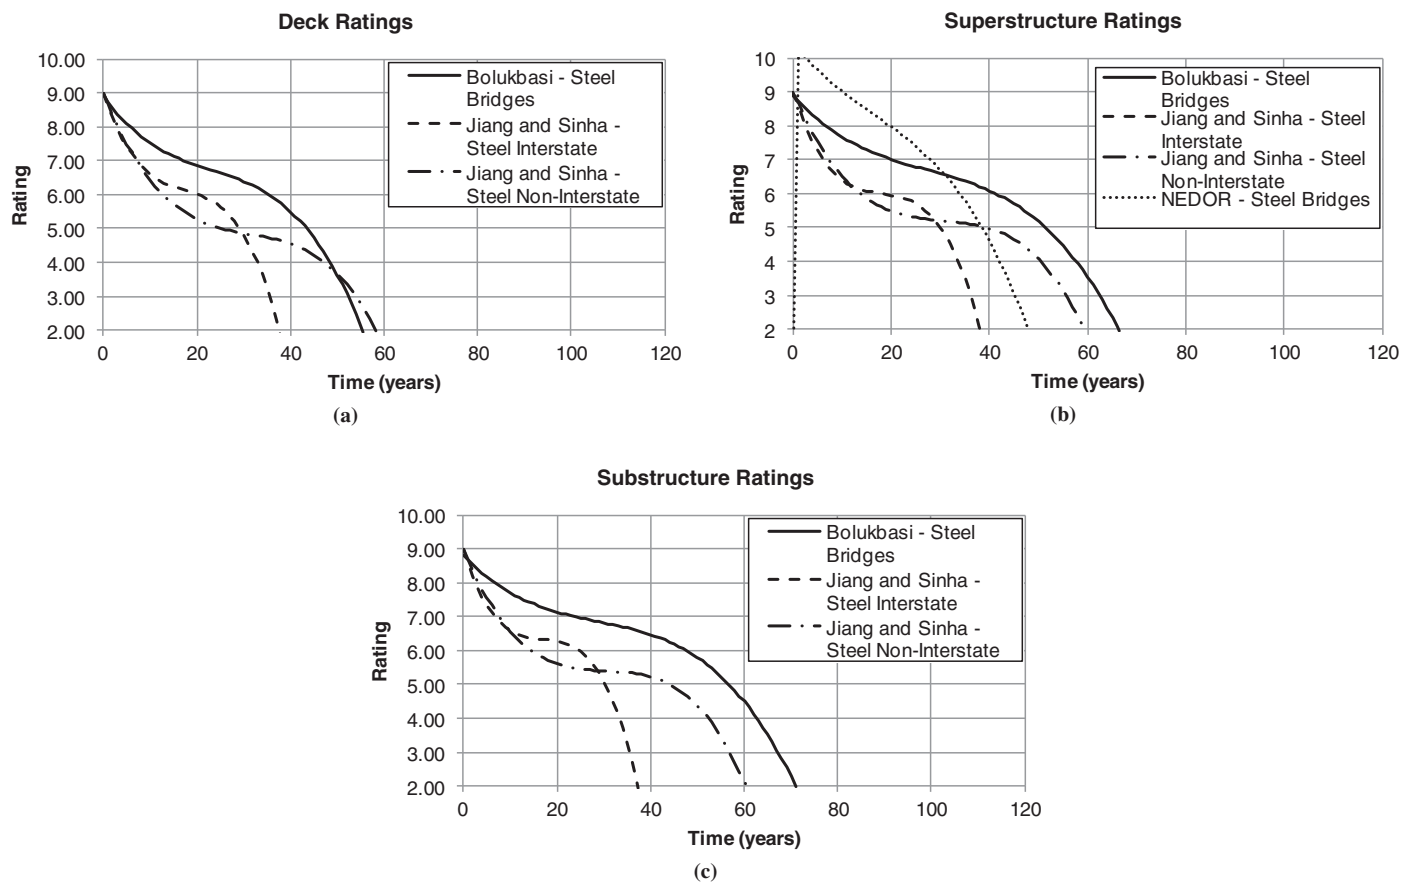 Deck Ratings
10.00
9.00
8.00
7.00
6.00
5.00
4.00
3.00
2.00
Rating
Bolukbasi - Steel
Bridges
Jiang and Sinha -
Steel Interstate
Jiang and Sinha -
Steel Non-Interstate
0 20 40 60 80 100 120
Time (years)
(a)
Superstructure Ratings
10
9
8
7
6
5
4
3
2
Rating
Bolukbasi - Steel
Bridges
Jiang and Sinha - Steel
Interstate
Jiang and Sinha - Steel
Non-Interstate
NEDOR - Steel Bridges
0 20 40 60 80 100 120
Time (years)
(b)
Substructure Ratings
10.00
9.00
8.00
7.00
6.00
5.00
4.00
3.00
2.00
Rating
Bolukbasi - Steel
Bridges
Jiang and Sinha -
Steel Interstate
Jiang and Sinha -
Steel Non-Interstate
0 20 40 60 80 100 120
Time (years)
(c)